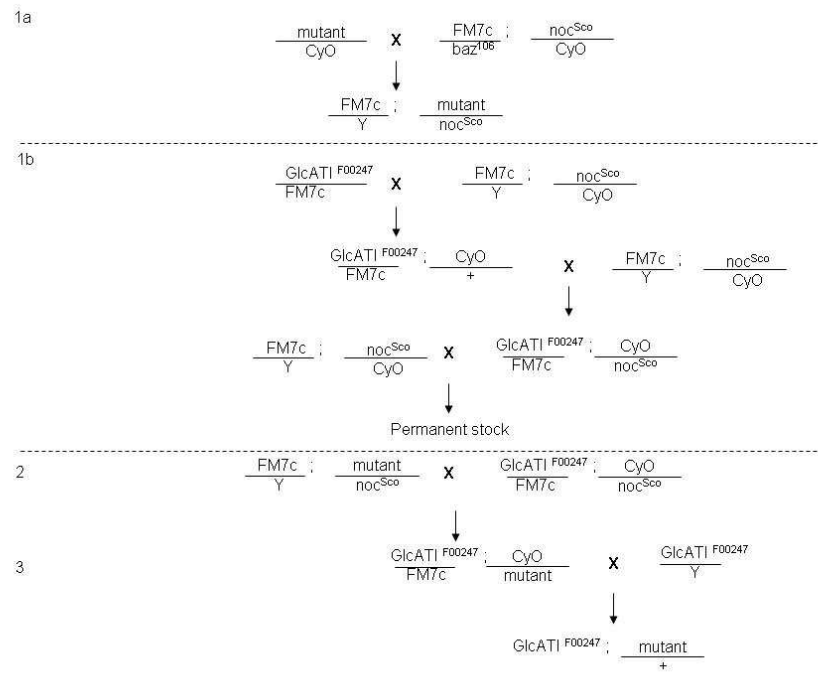 1a
mutant X FM7c ; nocSco
CyO baz106 CyO
FM7c ; mutant
Y nocSco
1b
GlcATI F00247 X FM7c ; nocSco
FM7c Y CyO
GlcATI F00247 ; CyO X FM7c ; nocSco
FM7c + Y CyO
FM7c ; nocSco X GlcATI F00247 ; CyO
Y CyO FM7c nocSco
Permanent stock
2
FM7c ; mutant X GlcATI F00247 ; CyO
Y nocSco FM7c nocSco
3
GlcATI F00247 ; CyO X GlcATI F00247
FM7c mutant Y
GlcATI F00247 ; mutant
+